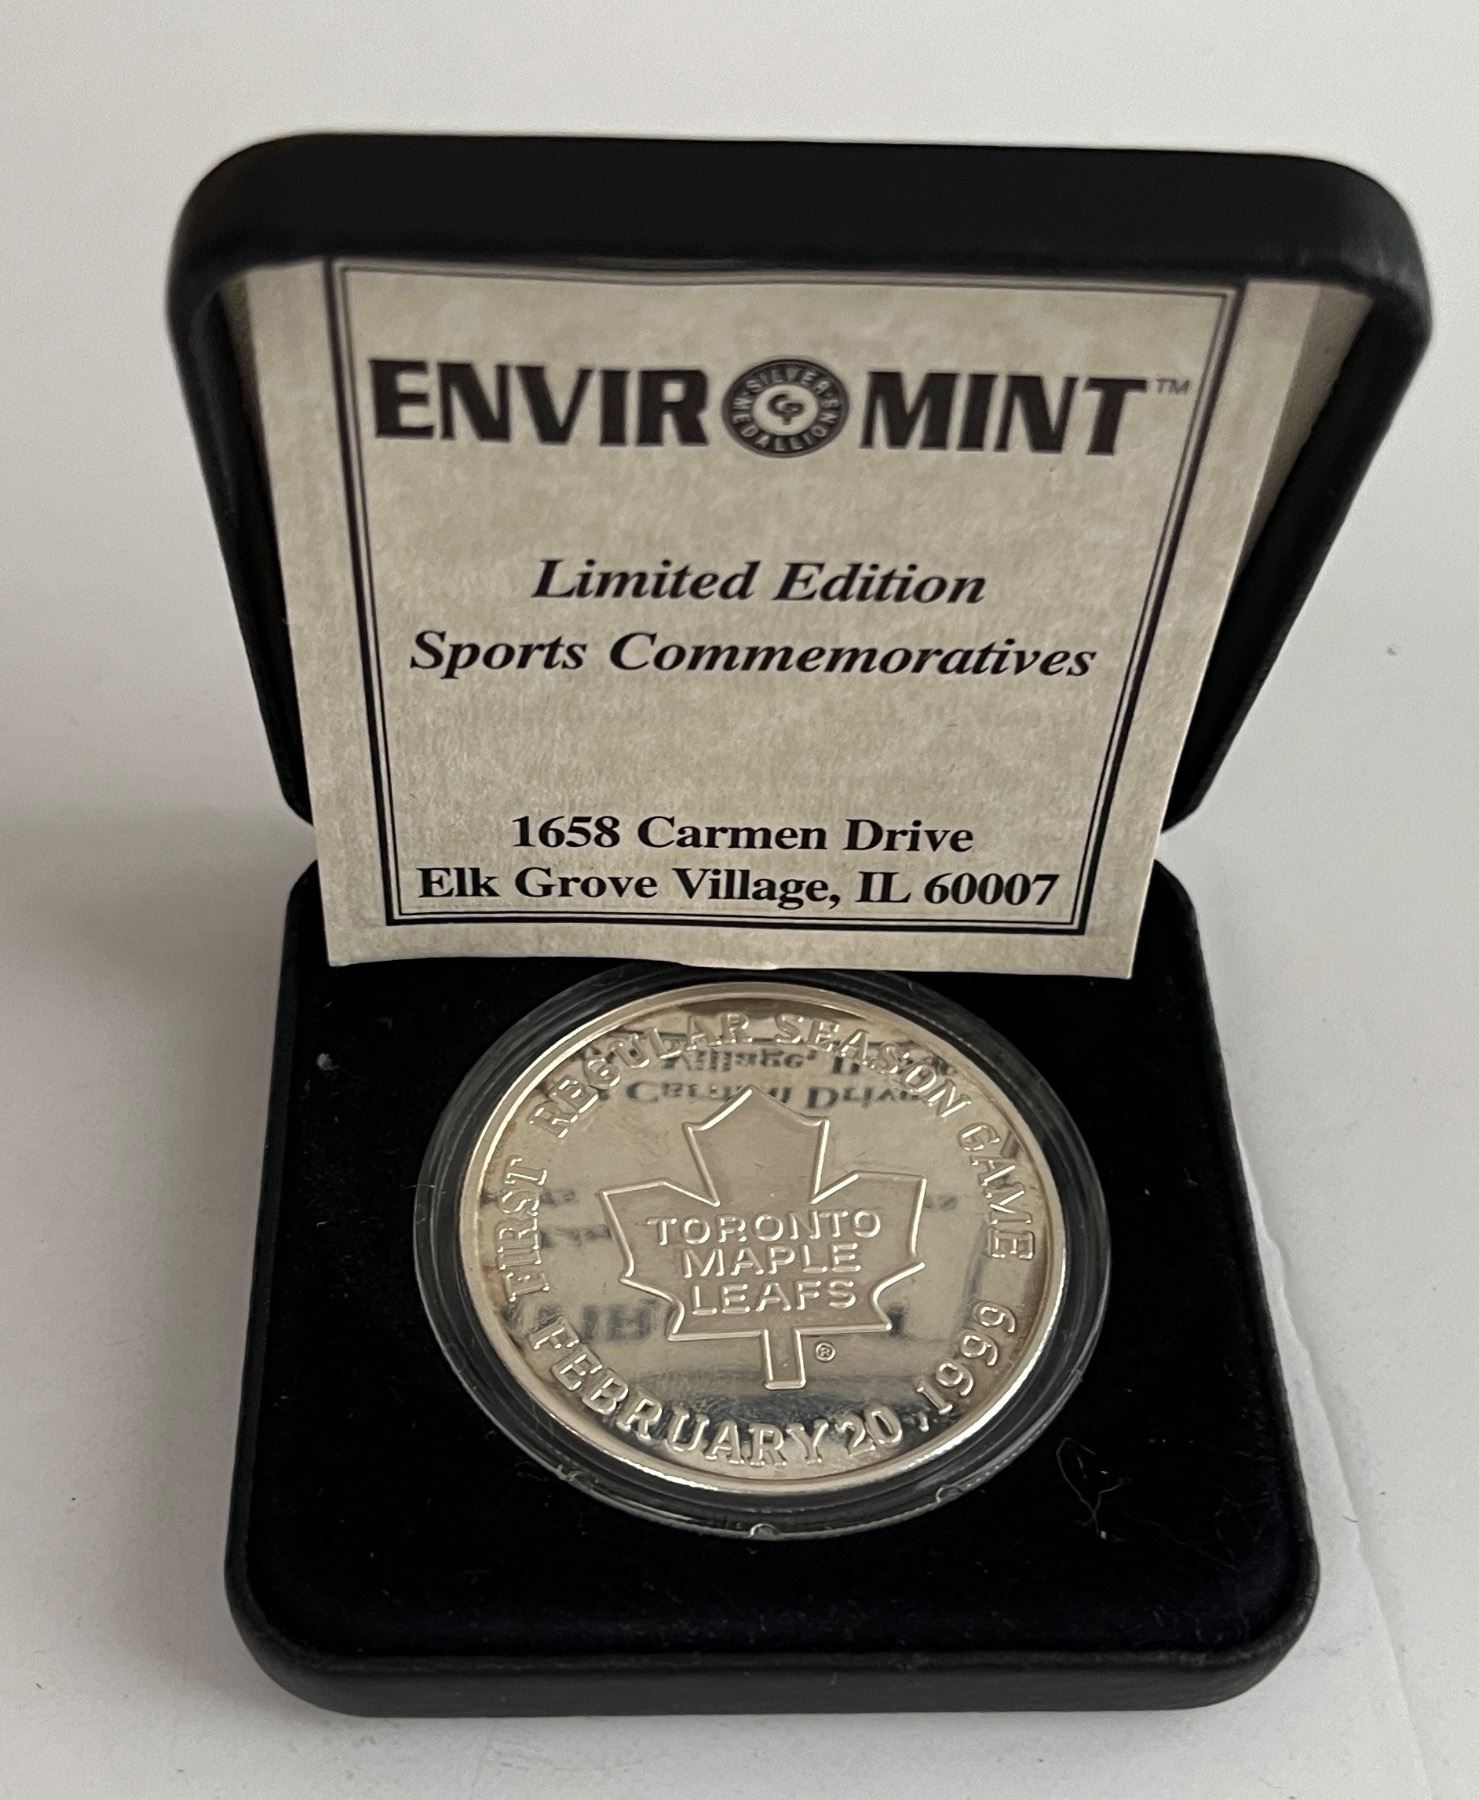 ENVIROMINT™
SILVER MEDALLIONS
Limited Edition
Sports Commemoratives
1658 Carmen Drive
Elk Grove Village, IL 60007
FIRST REGULAR SEASON GAME
TORONTO
MAPLE
LEAFS
®
FEBRUARY 20, 1999